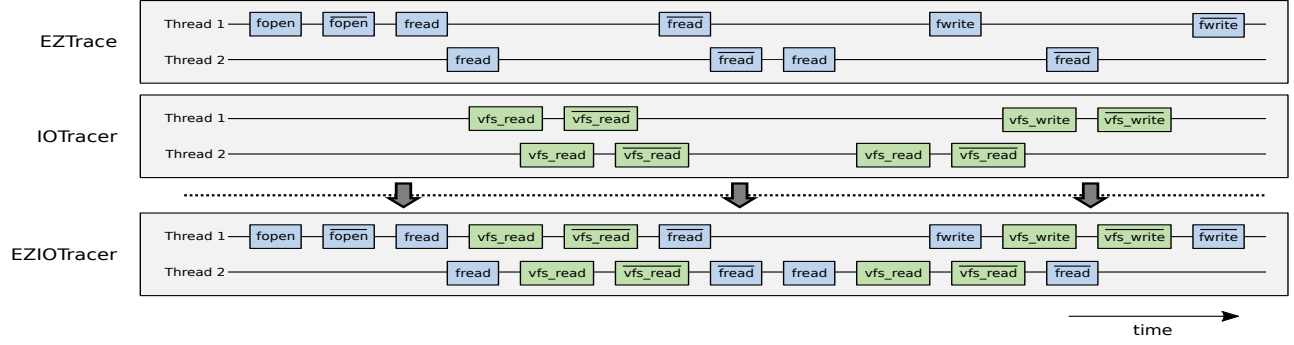 Thread 1 fopen fopen fread fread fwrite fwrite
EZTrace
Thread 2 fread fread fread fread
Thread 1 vfs_read vfs_read vfs_write vfs_write
IOTracer
Thread 2 vfs_read vfs_read vfs_read vfs_read
Thread 1 fopen fopen fread vfs_read vfs_read fread fwrite vfs_write vfs_write fwrite
EZIOTracer
Thread 2 fread vfs_read vfs_read fread fread vfs_read vfs_read fread
time